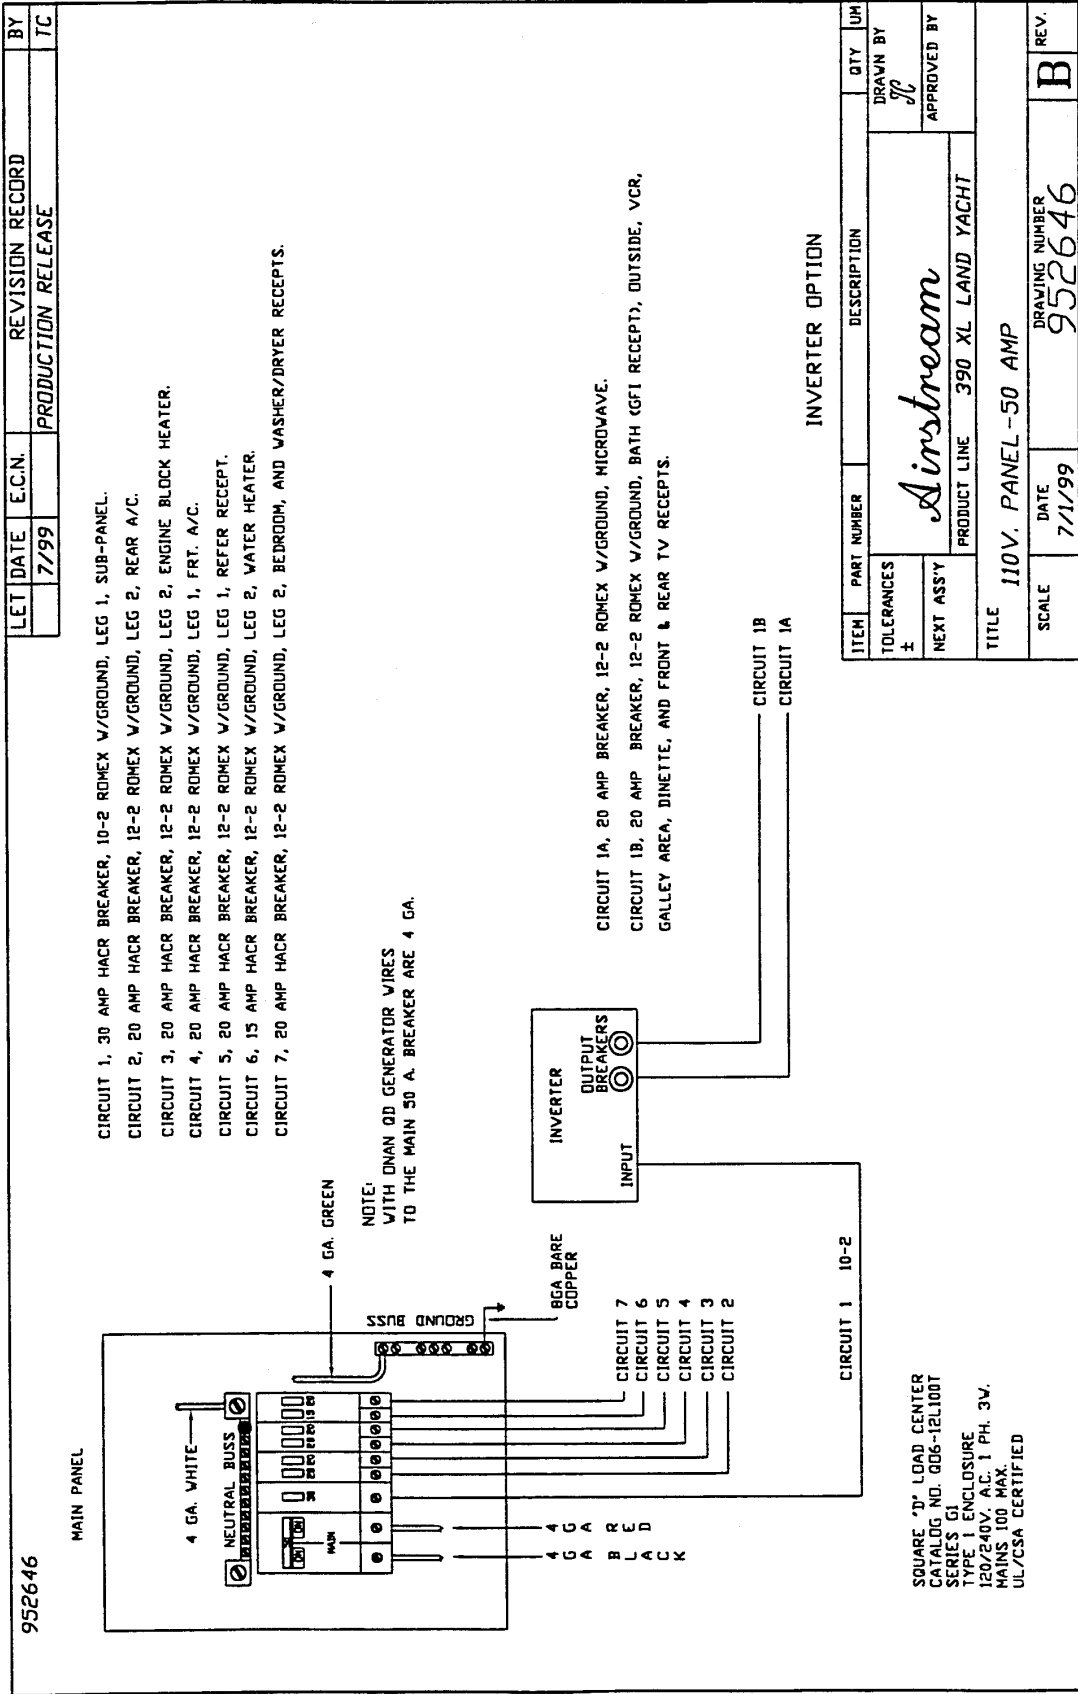 952646
LET DATE E.C.N. REVISION RECORD BY
7/99 PRODUCTION RELEASE TC
MAIN PANEL
4 GA. WHITE
NEUTRAL BUSS
4 GA. GREEN
GROUND BUSS
8GA BARE
COPPER
50
ON ON
MAIN
30 20 20 20 20 15 20
4 GA RED
4 GA BLACK
CIRCUIT 7
CIRCUIT 6
CIRCUIT 5
CIRCUIT 4
CIRCUIT 3
CIRCUIT 2
CIRCUIT 1 10-2
CIRCUIT 1, 30 AMP HACR BREAKER, 10-2 ROMEX W/GROUND, LEG 1, SUB-PANEL.
CIRCUIT 2, 20 AMP HACR BREAKER, 12-2 ROMEX W/GROUND, LEG 2, REAR A/C.
CIRCUIT 3, 20 AMP HACR BREAKER, 12-2 ROMEX W/GROUND, LEG 2, ENGINE BLOCK HEATER.
CIRCUIT 4, 20 AMP HACR BREAKER, 12-2 ROMEX W/GROUND, LEG 1, FRT. A/C.
CIRCUIT 5, 20 AMP HACR BREAKER, 12-2 ROMEX W/GROUND, LEG 1, REFER RECEPT.
CIRCUIT 6, 15 AMP HACR BREAKER, 12-2 ROMEX W/GROUND, LEG 2, WATER HEATER.
CIRCUIT 7, 20 AMP HACR BREAKER, 12-2 ROMEX W/GROUND, LEG 2, BEDROOM, AND WASHER/DRYER RECEPTS.
NOTE:
WITH ONAN QD GENERATOR WIRES
TO THE MAIN 50 A. BREAKER ARE 4 GA.
INVERTER
INPUT
OUTPUT
BREAKERS
CIRCUIT 1A, 20 AMP BREAKER, 12-2 ROMEX W/GROUND, MICROWAVE.
CIRCUIT 1B, 20 AMP BREAKER, 12-2 ROMEX W/GROUND, BATH (GFI RECEPT), OUTSIDE, VCR,
GALLEY AREA, DINETTE, AND FRONT & REAR TV RECEPTS.
CIRCUIT 1B
CIRCUIT 1A
INVERTER OPTION
SQUARE "D" LOAD CENTER
CATALOG NO. QO6-12L100T
SERIES G1
TYPE 1 ENCLOSURE
120/240V. A.C. 1 PH. 3W.
MAINS 100 MAX.
UL/CSA CERTIFIED
ITEM PART NUMBER DESCRIPTION QTY UM
TOLERANCES
±
NEXT ASS'Y
Airstream
PRODUCT LINE 390 XL LAND YACHT
DRAWN BY
TC
APPROVED BY
TITLE
110V. PANEL-50 AMP
SCALE
DATE
7/1/99
DRAWING NUMBER
952646
B
REV.